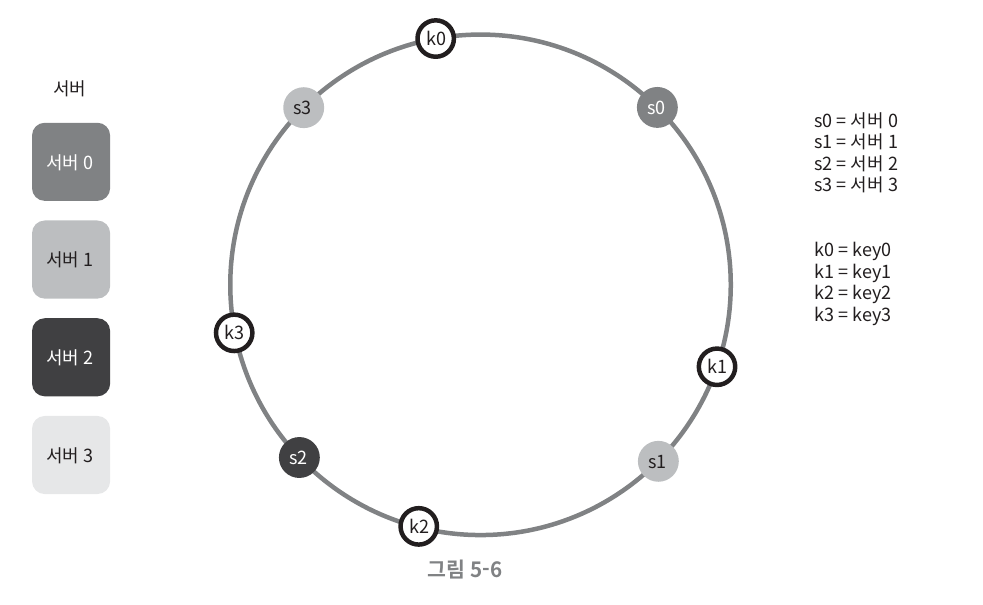 서버
서버 0
서버 1
서버 2
서버 3
k0
s3
s0
k3
k1
s2
s1
k2
s0 = 서버 0
s1 = 서버 1
s2 = 서버 2
s3 = 서버 3
k0 = key0
k1 = key1
k2 = key2
k3 = key3
그림 5-6